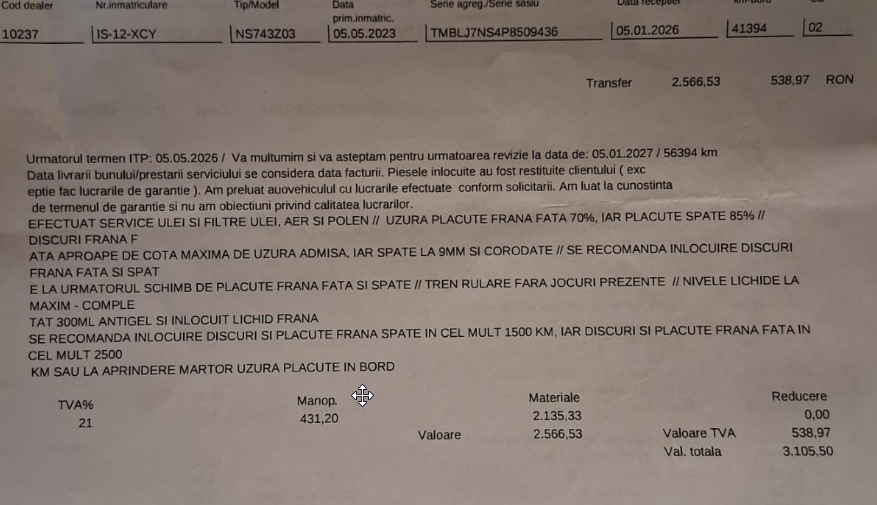 Cod dealer Nr.inmatriculare Tip/Model Data prim.inmatric. Serie agreg./Serie sasiu Data receptiei km-bord
10237 IS-12-XCY NS743Z03 05.05.2023 TMBLJ7NS4P8509436 05.01.2026 41394 02
Transfer 2.566,53 538,97 RON
Urmatorul termen ITP: 05.05.2026 / Va multumim si va asteptam pentru urmatoarea revizie la data de: 05.01.2027 / 56394 km
Data livrarii bunului/prestarii serviciului se considera data facturii. Piesele inlocuite au fost restituite clientului ( exc
eptie fac lucrarile de garantie ). Am preluat auovehiculul cu lucrarile efectuate conform solicitarii. Am luat la cunostinta
de termenul de garantie si nu am obiectiuni privind calitatea lucrarilor.
EFECTUAT SERVICE ULEI SI FILTRE ULEI, AER SI POLEN // UZURA PLACUTE FRANA FATA 70%, IAR PLACUTE SPATE 85% //
DISCURI FRANA F
ATA APROAPE DE COTA MAXIMA DE UZURA ADMISA, IAR SPATE LA 9MM SI CORODATE // SE RECOMANDA INLOCUIRE DISCURI
FRANA FATA SI SPAT
E LA URMATORUL SCHIMB DE PLACUTE FRANA FATA SI SPATE // TREN RULARE FARA JOCURI PREZENTE // NIVELE LICHIDE LA
MAXIM - COMPLE
TAT 300ML ANTIGEL SI INLOCUIT LICHID FRANA
SE RECOMANDA INLOCUIRE DISCURI SI PLACUTE FRANA SPATE IN CEL MULT 1500 KM, IAR DISCURI SI PLACUTE FRANA FATA IN
CEL MULT 2500
KM SAU LA APRINDERE MARTOR UZURA PLACUTE IN BORD
TVA% Manop. Materiale Reducere
21 431,20 2.135,33 0,00
Valoare 2.566,53 Valoare TVA 538,97
Val. totala 3.105,50